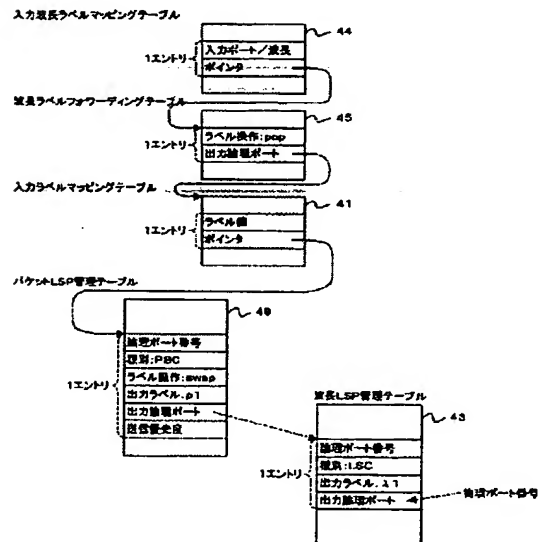 入力波長ラベルマッピングテーブル
44
1エントリ
入力ポート／波長
ポインタ
波長ラベルフォワーディングテーブル
45
1エントリ
ラベル操作:pop
出力論理ポート
入力ラベルマッピングテーブル
41
1エントリ
ラベル値
ポインタ
パケットLSP管理テーブル
49
1エントリ
論理ポート番号
種別:PSC
ラベル操作:swap
出力ラベル.p1
出力論理ポート
送信優先度
波長LSP管理テーブル
43
1エントリ
論理ポート番号
種別:LSC
出力ラベル.λ1
出力論理ポート
物理ポート番号